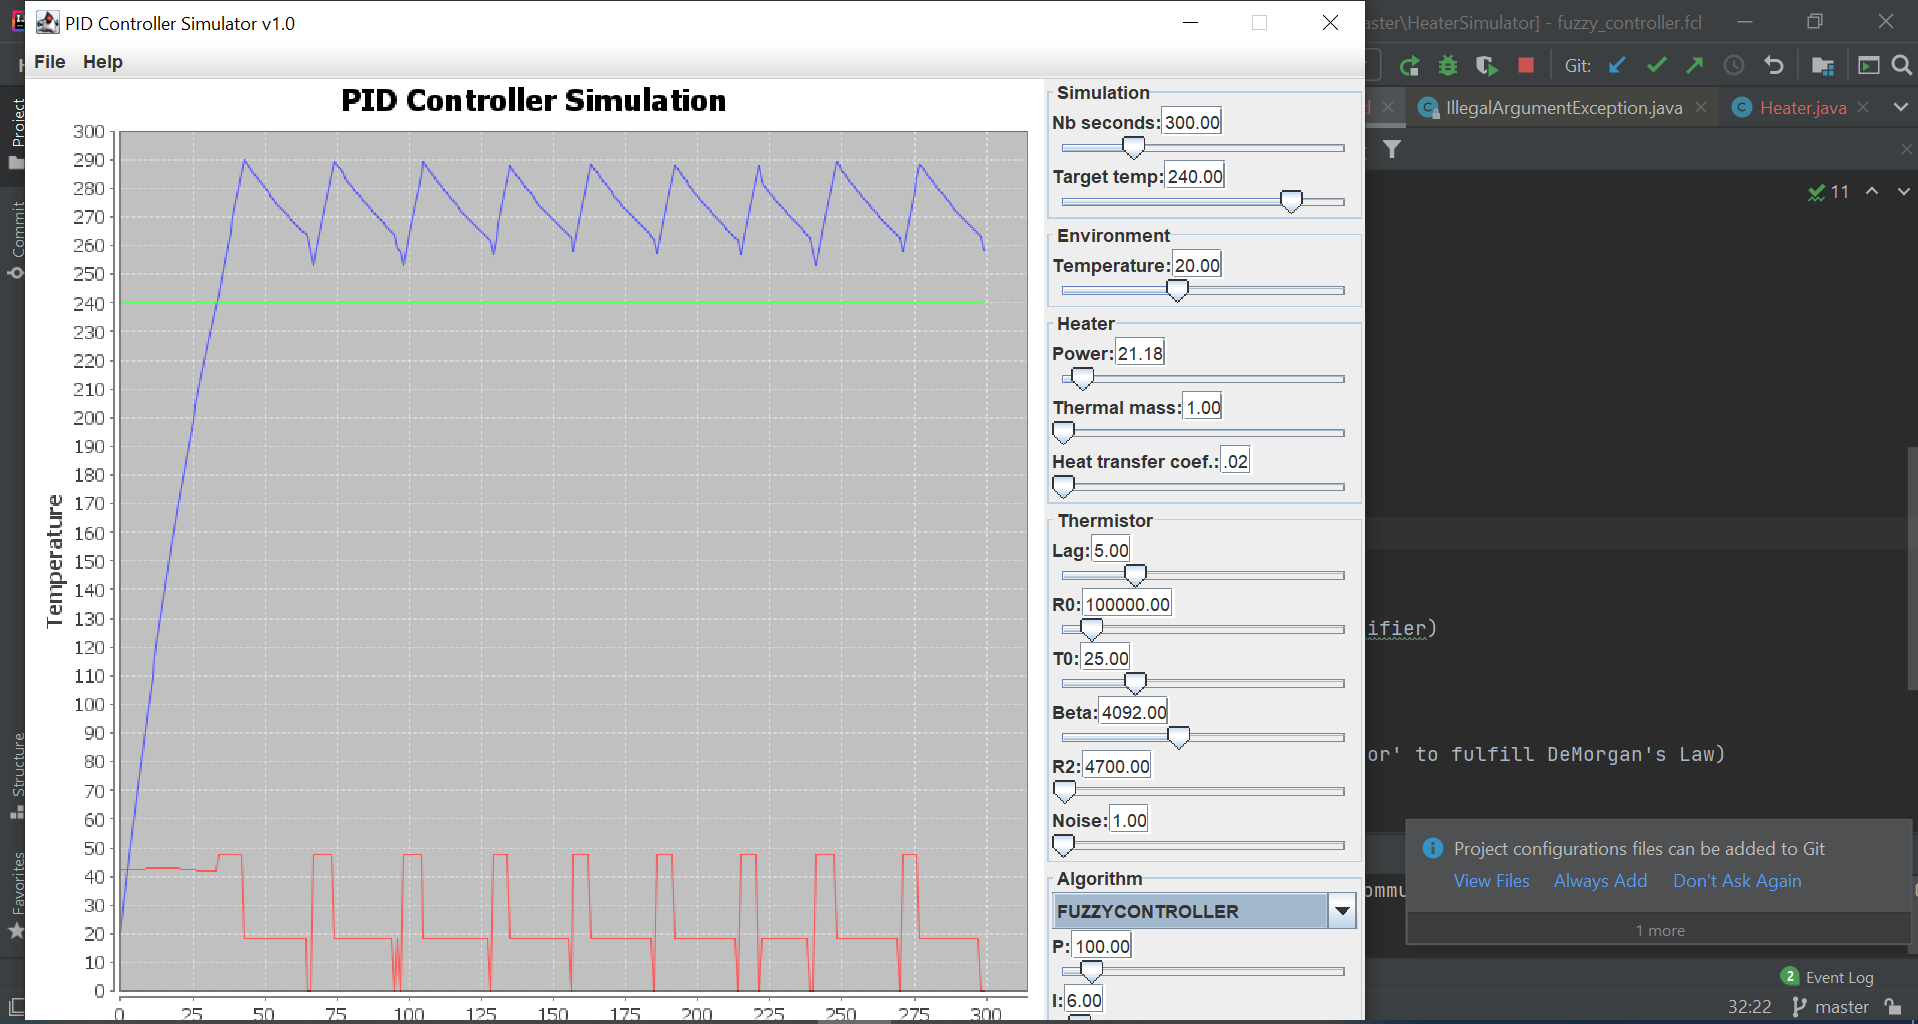 PID Controller Simulator v1.0
aster\HeaterSimulator] - fuzzy_controller.fcl
File Help
Git:
PID Controller Simulation
IllegalArgumentException.java
Heater.java
Project
Commit
Structure
Favorites
Temperature
300
290
280
270
260
250
240
230
220
210
200
190
180
170
160
150
140
130
120
110
100
90
80
70
60
50
40
30
20
10
0
0 25 50 75 100 125 150 175 200 225 250 275 300
Simulation
Nb seconds: 300.00
Target temp: 240.00
Environment
Temperature: 20.00
Heater
Power: 21.18
Thermal mass: 1.00
Heat transfer coef.: .02
Thermistor
Lag: 5.00
R0: 100000.00
T0: 25.00
Beta: 4092.00
R2: 4700.00
Noise: 1.00
Algorithm
FUZZYCONTROLLER
P: 100.00
I: 6.00
11
ifier)
or' to fulfill DeMorgan's Law)
Project configurations files can be added to Git
View Files Always Add Don't Ask Again
1 more
2 Event Log
32:22 master